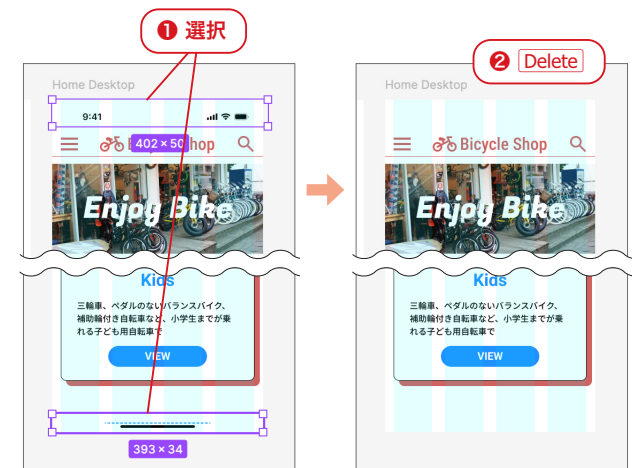 ❶ 選択
Home Desktop
9:41
402 × 50
B
hop
Enjoy Bike
Kids
三輪車、ペダルのないバランスバイク、
補助輪付き自転車など、小学生までが乗
れる子ども用自転車で
VIEW
393 × 34
❷ Delete
Home Desktop
Bicycle Shop
Enjoy Bike
Kids
三輪車、ペダルのないバランスバイク、
補助輪付き自転車など、小学生までが乗
れる子ども用自転車で
VIEW